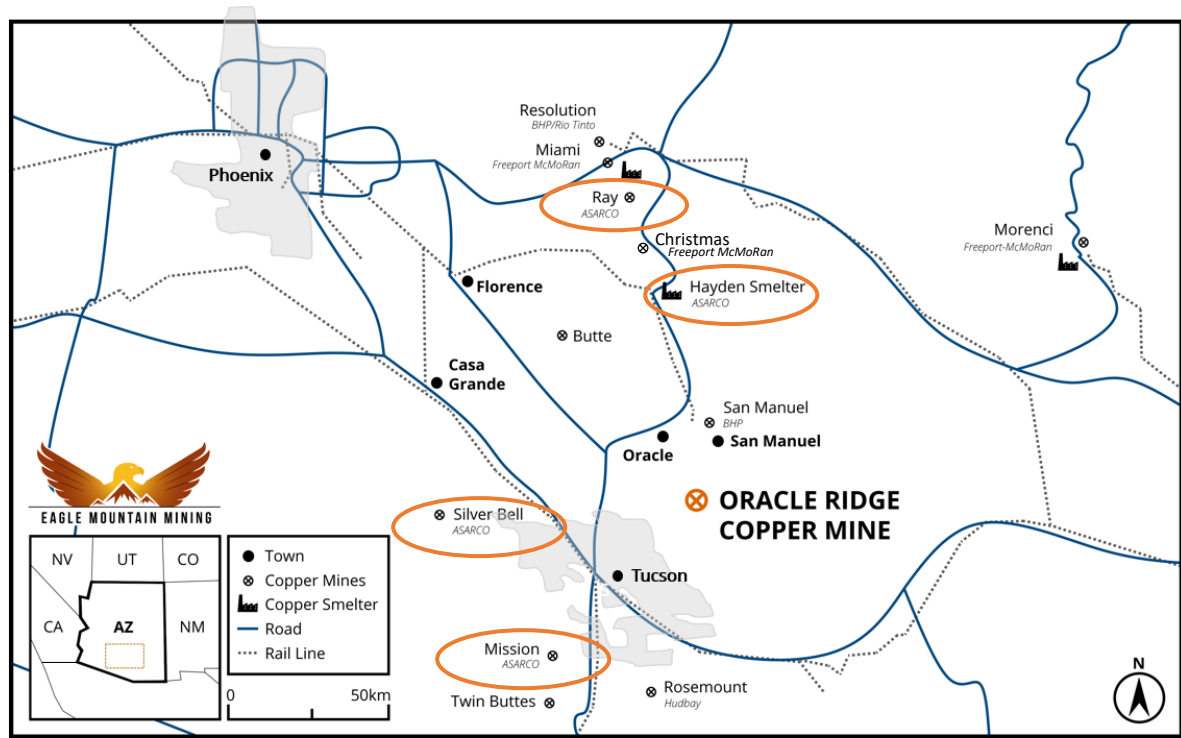 Resolution
BHP/Rio Tinto
Miami
Freeport McMoRan
Phoenix
Ray
ASARCO
Christmas
Freeport McMoRan
Morenci
Freeport-McMoRan
Florence
Hayden Smelter
ASARCO
Butte
Casa
Grande
San Manuel
BHP
Oracle
San Manuel
ORACLE RIDGE
COPPER MINE
EAGLE MOUNTAIN MINING
Silver Bell
ASARCO
Tucson
Mission
ASARCO
Twin Buttes
Rosemount
Hudbay
NV
UT
CO
CA
AZ
NM
Town
Copper Mines
Copper Smelter
Road
Rail Line
0
50km
N